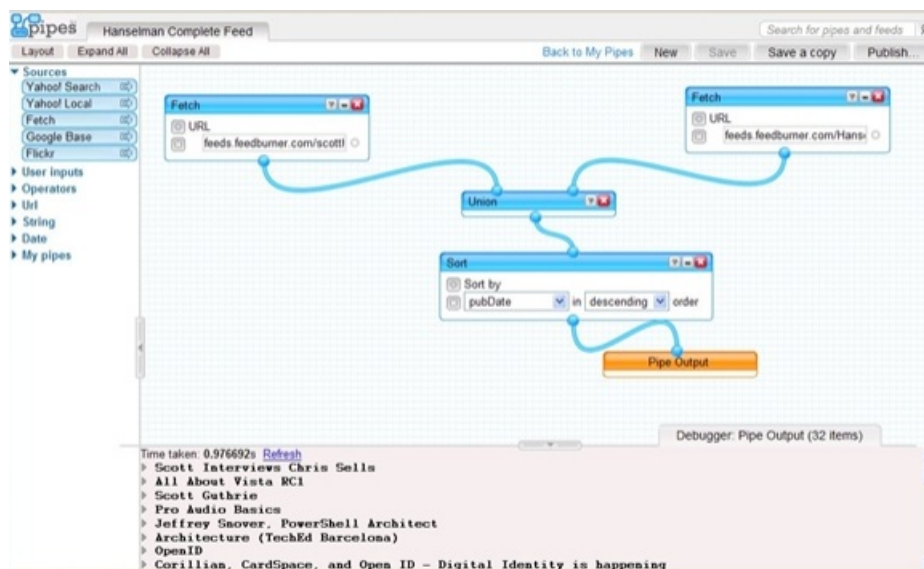 pipes
Hanselman Complete Feed
Search for pipes and feeds
Layout Expand All Collapse All Back to My Pipes New Save Save a copy Publish...
Sources
Yahoo! Search
Yahoo! Local
Fetch
Google Base
Flickr
User inputs
Operators
Url
String
Date
My pipes
Fetch
URL
feeds.feedburner.com/scottl
Fetch
URL
feeds.feedburner.com/Hans
Union
Sort
Sort by
pubDate in descending order
Pipe Output
Debugger: Pipe Output (32 items)
Time taken: 0.976692s Refresh
Scott Interviews Chris Sells
All About Vista RC1
Scott Guthrie
Pro Audio Basics
Jeffrey Snover, PowerShell Architect
Architecture (TechEd Barcelona)
OpenID
Corillian, CardSpace, and Open ID - Digital Identity is happening